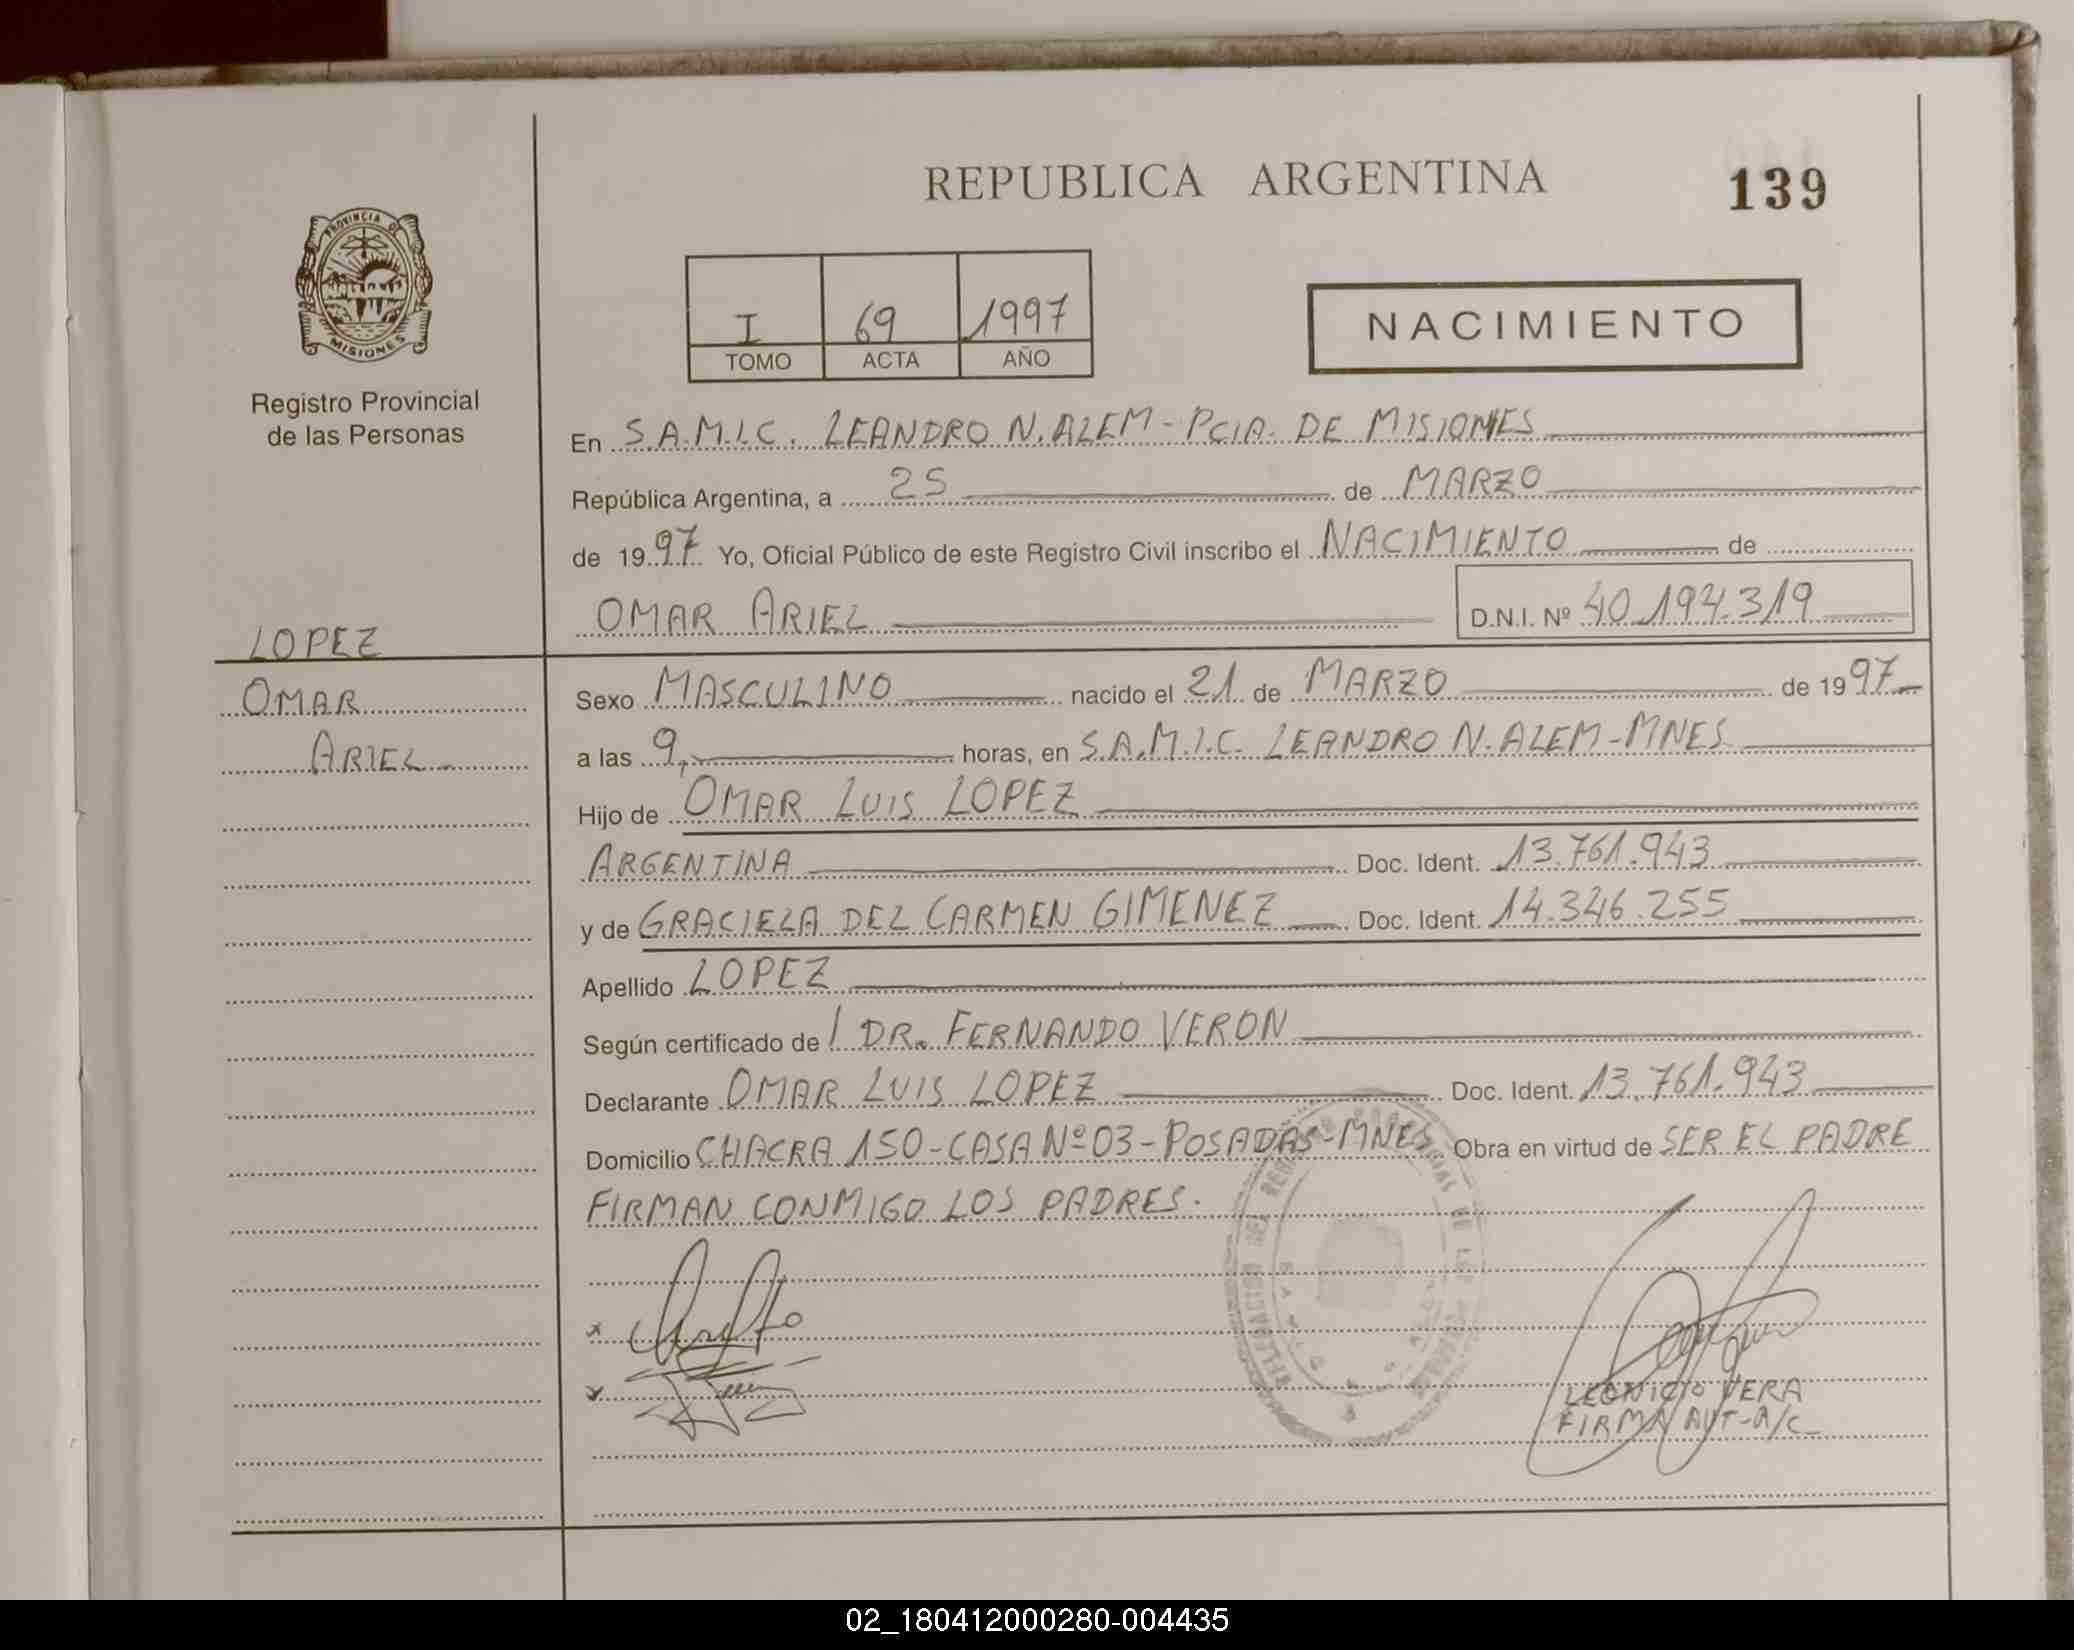 REPUBLICA ARGENTINA
139
PROVINCIA DE
MISIONES
Registro Provincial
de las Personas
I 69 1997
TOMO ACTA AÑO
NACIMIENTO
En S.A.M.I.C. LEANDRO N. ALEM - PCIA. DE MISIONES
República Argentina, a 25 de MARZO
de 1997 Yo, Oficial Público de este Registro Civil inscribo el NACIMIENTO de
OMAR ARIEL D.N.I. Nº 40.194.319
LOPEZ
OMAR
ARIEL
Sexo MASCULINO nacido el 21 de MARZO de 1997
a las 9, horas, en S.A.M.I.C. LEANDRO N. ALEM - MNES
Hijo de OMAR LUIS LOPEZ
ARGENTINA Doc. Ident. 13.761.943
y de GRACIELA DEL CARMEN GIMENEZ Doc. Ident. 14.346.255
Apellido LOPEZ
Según certificado de / DR. FERNANDO VERON
Declarante OMAR LUIS LOPEZ Doc. Ident. 13.761.943
Domicilio CHACRA 150 - CASA Nº 03 - POSADAS - MNES Obra en virtud de SER EL PADRE
FIRMAN CONMIGO LOS PADRES.
LEONICIO VERA
FIRMA AUT-A/C
02_180412000280-004435